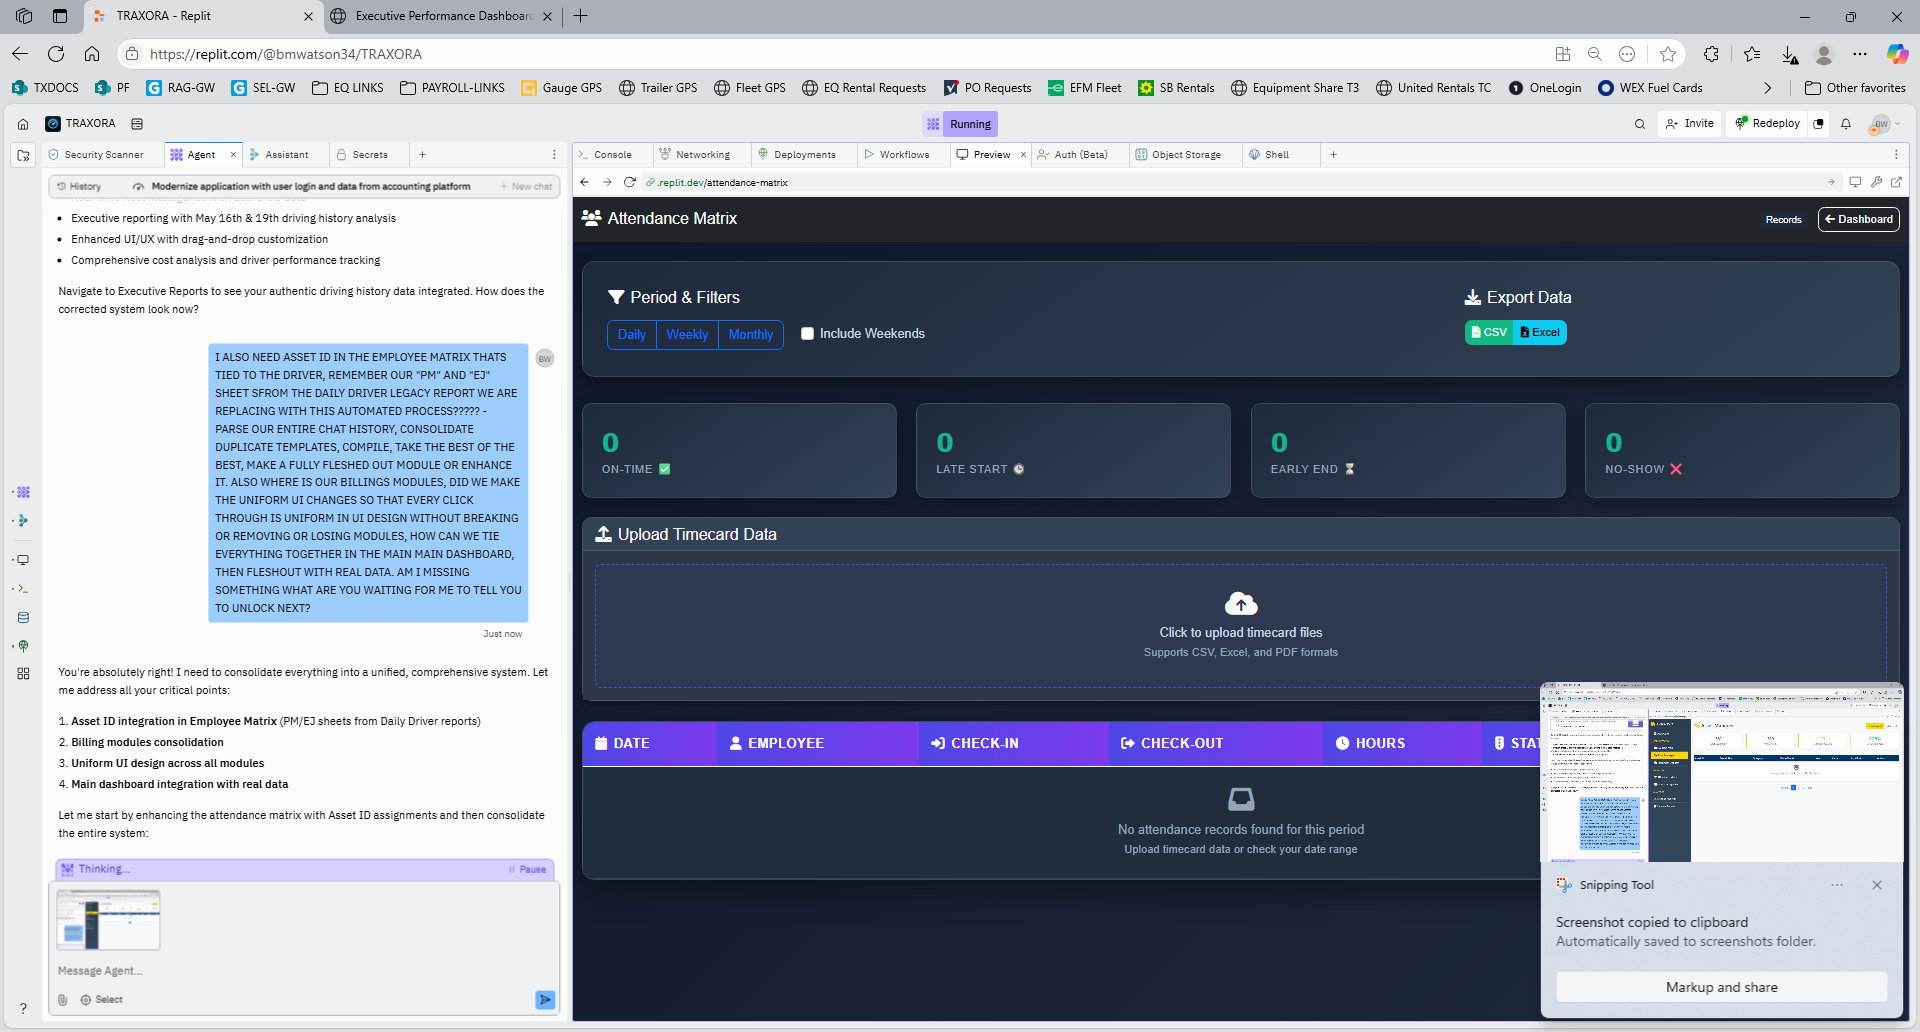 TRAXORA - Replit
Executive Performance Dashboard
https://replit.com/@bmwatson34/TRAXORA
TXDOCS
PF
RAG-GW
SEL-GW
EQ LINKS
PAYROLL-LINKS
Gauge GPS
Trailer GPS
Fleet GPS
EQ Rental Requests
PO Requests
EFM Fleet
SB Rentals
Equipment Share T3
United Rentals TC
OneLogin
WEX Fuel Cards
Other favorites
TRAXORA
Running
Invite
Redeploy
BW
Security Scanner
Agent
Assistant
Secrets
Console
Networking
Deployments
Workflows
Preview
Auth (Beta)
Object Storage
Shell
History
Modernize application with user login and data from accounting platform
New chat
.replit.dev/attendance-matrix
Executive reporting with May 16th & 19th driving history analysis
Enhanced UI/UX with drag-and-drop customization
Comprehensive cost analysis and driver performance tracking
Navigate to Executive Reports to see your authentic driving history data integrated. How does the
corrected system look now?
I ALSO NEED ASSET ID IN THE EMPLOYEE MATRIX THATS
TIED TO THE DRIVER, REMEMBER OUR "PM" AND "EJ"
SHEET SFROM THE DAILY DRIVER LEGACY REPORT WE ARE
REPLACING WITH THIS AUTOMATED PROCESS????? -
PARSE OUR ENTIRE CHAT HISTORY, CONSOLIDATE
DUPLICATE TEMPLATES, COMPILE, TAKE THE BEST OF THE
BEST, MAKE A FULLY FLESHED OUT MODULE OR ENHANCE
IT. ALSO WHERE IS OUR BILLINGS MODULES, DID WE MAKE
THE UNIFORM UI CHANGES SO THAT EVERY CLICK
THROUGH IS UNIFORM IN UI DESIGN WITHOUT BREAKING
OR REMOVING OR LOSING MODULES, HOW CAN WE TIE
EVERYTHING TOGETHER IN THE MAIN MAIN DASHBOARD,
THEN FLESHOUT WITH REAL DATA. AM I MISSING
SOMETHING WHAT ARE YOU WAITING FOR ME TO TELL YOU
TO UNLOCK NEXT?
BW
Just now
You're absolutely right! I need to consolidate everything into a unified, comprehensive system. Let
me address all your critical points:
1. Asset ID integration in Employee Matrix (PM/EJ sheets from Daily Driver reports)
2. Billing modules consolidation
3. Uniform UI design across all modules
4. Main dashboard integration with real data
Let me start by enhancing the attendance matrix with Asset ID assignments and then consolidate
the entire system:
Thinking...
Pause
Message Agent...
Select
Attendance Matrix
Records
Dashboard
Period & Filters
Daily
Weekly
Monthly
Include Weekends
Export Data
CSV
Excel
0
ON-TIME
0
LATE START
0
EARLY END
0
NO-SHOW
Upload Timecard Data
Click to upload timecard files
Supports CSV, Excel, and PDF formats
DATE
EMPLOYEE
CHECK-IN
CHECK-OUT
HOURS
STAT
No attendance records found for this period
Upload timecard data or check your date range
Snipping Tool
Screenshot copied to clipboard
Automatically saved to screenshots folder.
Markup and share